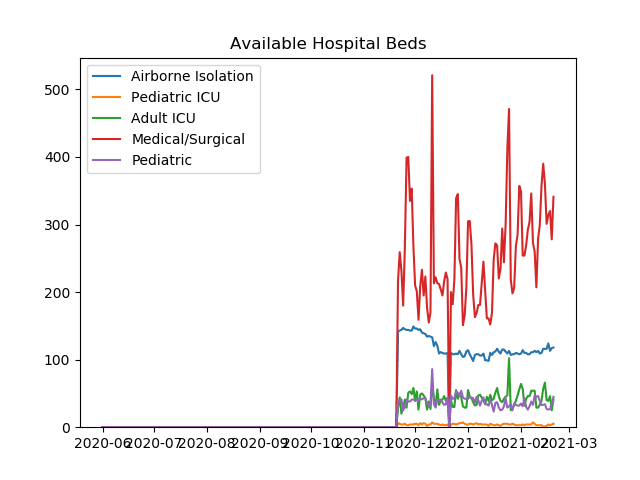 Available Hospital Beds
Airborne Isolation
Pediatric ICU
Adult ICU
Medical/Surgical
Pediatric
500
400
300
200
100
0
2020-06 2020-07 2020-08 2020-09 2020-10 2020-11 2020-12 2021-01 2021-02 2021-03